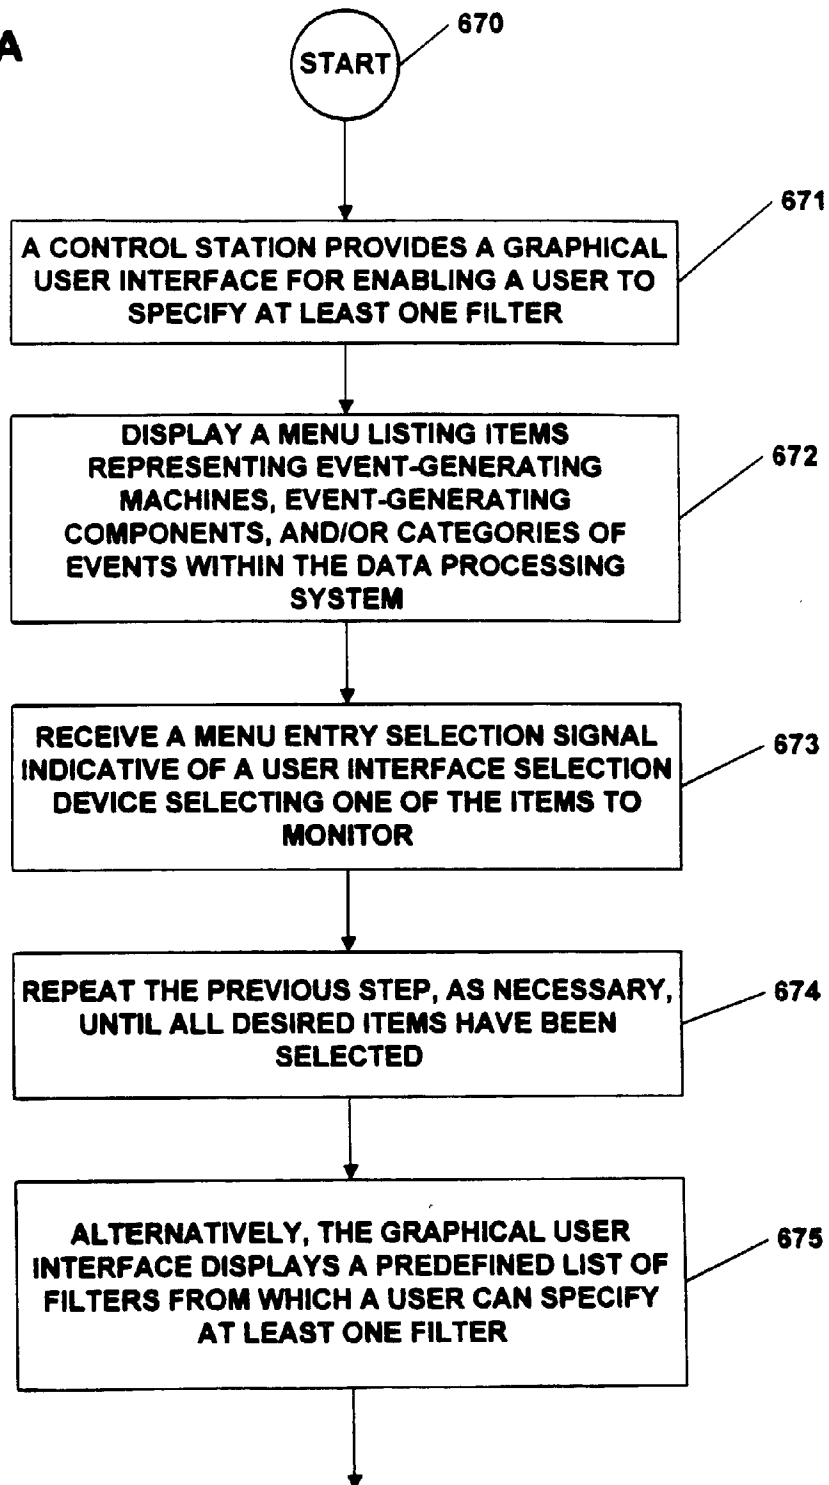 A
START
670
671
A CONTROL STATION PROVIDES A GRAPHICAL
USER INTERFACE FOR ENABLING A USER TO
SPECIFY AT LEAST ONE FILTER
672
DISPLAY A MENU LISTING ITEMS
REPRESENTING EVENT-GENERATING
MACHINES, EVENT-GENERATING
COMPONENTS, AND/OR CATEGORIES OF
EVENTS WITHIN THE DATA PROCESSING
SYSTEM
673
RECEIVE A MENU ENTRY SELECTION SIGNAL
INDICATIVE OF A USER INTERFACE SELECTION
DEVICE SELECTING ONE OF THE ITEMS TO
MONITOR
674
REPEAT THE PREVIOUS STEP, AS NECESSARY,
UNTIL ALL DESIRED ITEMS HAVE BEEN
SELECTED
675
ALTERNATIVELY, THE GRAPHICAL USER
INTERFACE DISPLAYS A PREDEFINED LIST OF
FILTERS FROM WHICH A USER CAN SPECIFY
AT LEAST ONE FILTER